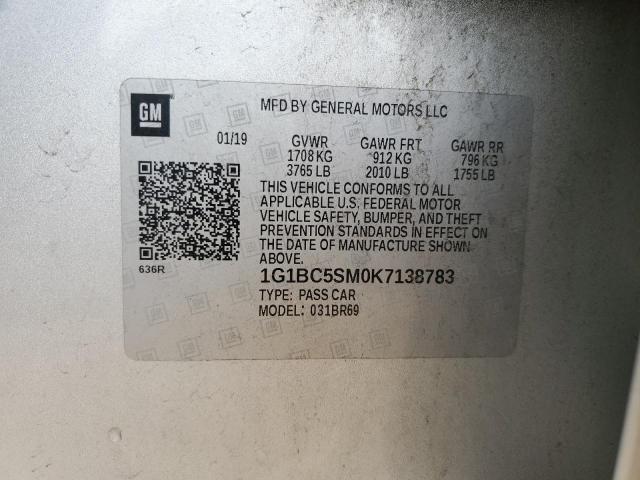 GM
MFD BY GENERAL MOTORS LLC
01/19 GVWR GAWR FRT GAWR RR
1708 KG 912 KG 796 KG
3765 LB 2010 LB 1755 LB
THIS VEHICLE CONFORMS TO ALL
APPLICABLE U.S. FEDERAL MOTOR
VEHICLE SAFETY, BUMPER, AND THEFT
PREVENTION STANDARDS IN EFFECT ON
THE DATE OF MANUFACTURE SHOWN
ABOVE.
636R
1G1BC5SM0K7138783
TYPE: PASS CAR
MODEL: 031BR69